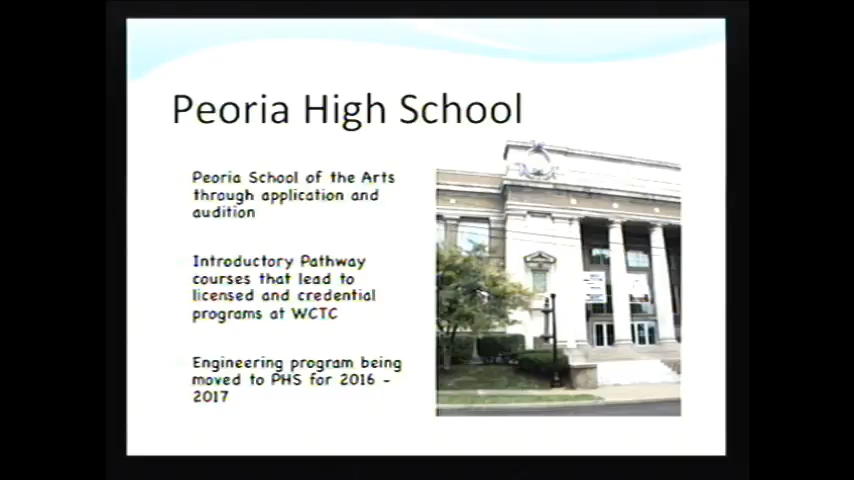 Peoria High School
Peoria School of the Arts
through application and
audition
Introductory Pathway
courses that lead to
licensed and credential
programs at WCTC
Engineering program being
moved to PHS for 2016 -
2017